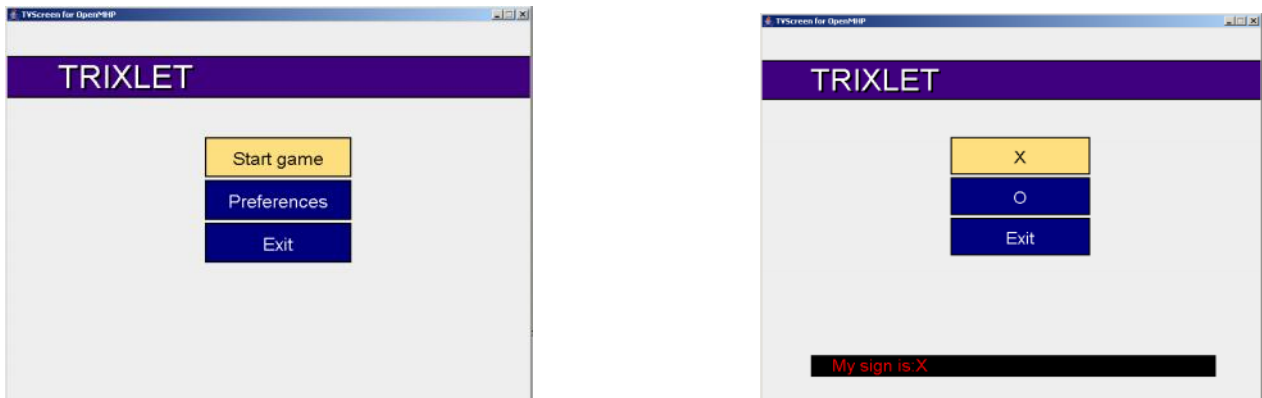 TVScreen for OpenMHP
TRIXLET
Start game
Preferences
Exit
TVScreen for OpenMHP
TRIXLET
X
O
Exit
My sign is:X